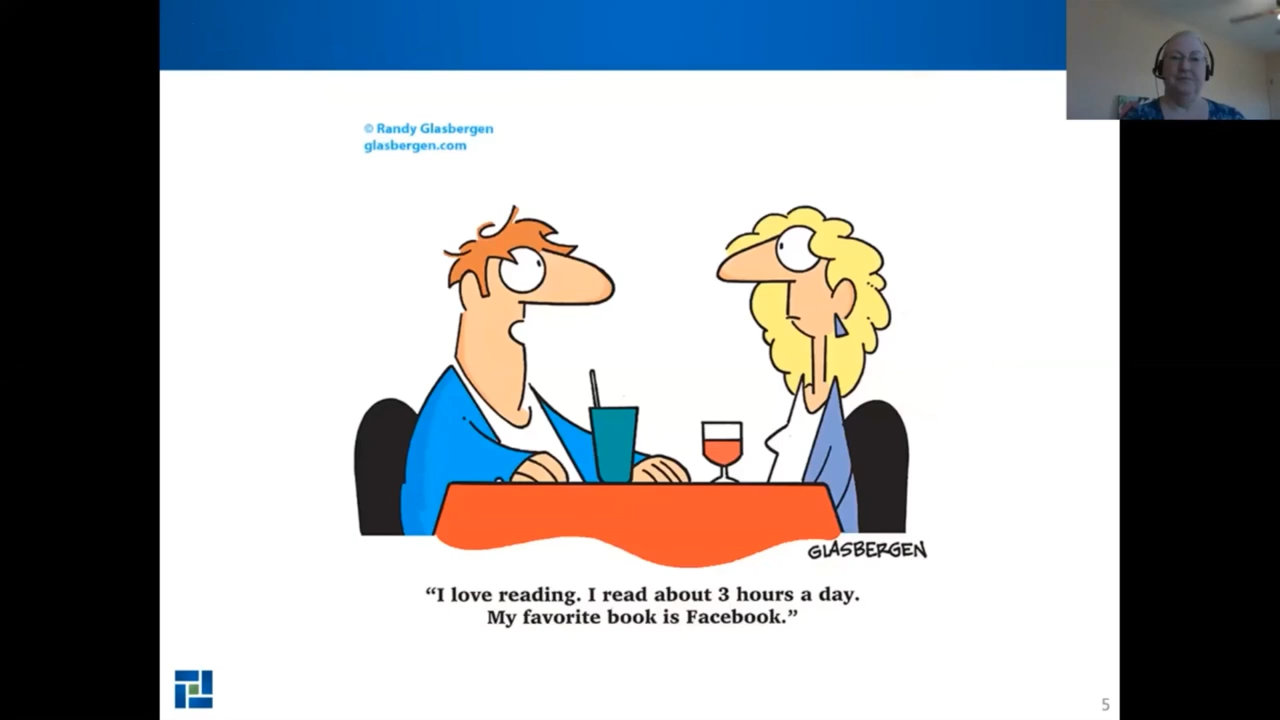 © Randy Glasbergen
glasbergen.com
GLASBERGEN
“I love reading. I read about 3 hours a day.
My favorite book is Facebook.”
5